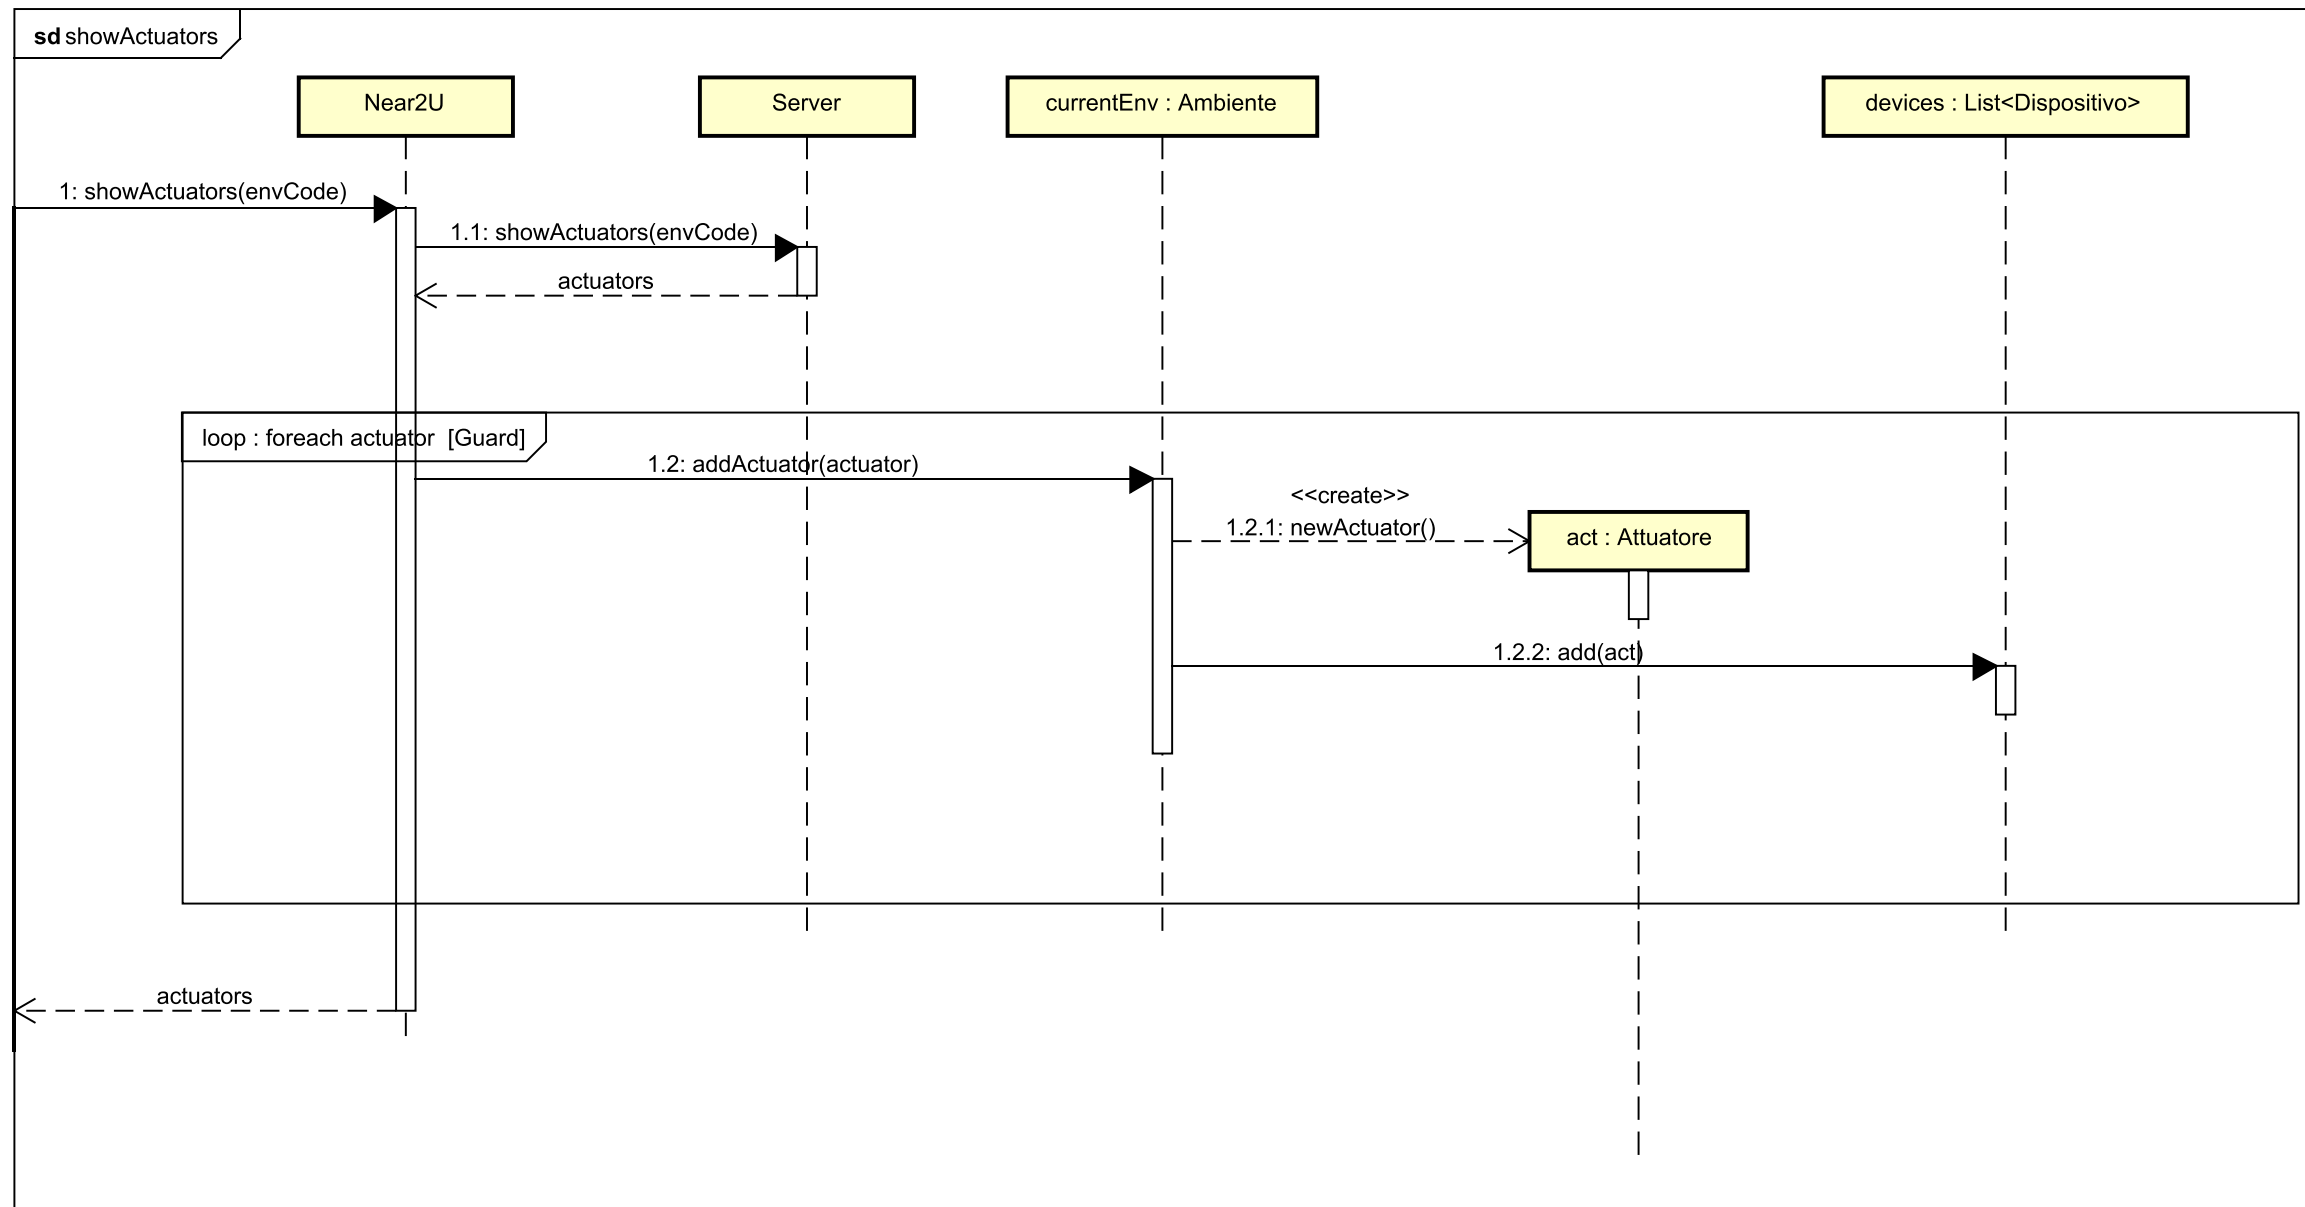 sd showActuators
Near2U
Server
currentEnv : Ambiente
devices : List<Dispositivo>
1: showActuators(envCode)
1.1: showActuators(envCode)
actuators
loop : foreach actuator [Guard]
1.2: addActuator(actuator)
<<create>>
1.2.1: newActuator()
act : Attuatore
1.2.2: add(act)
actuators